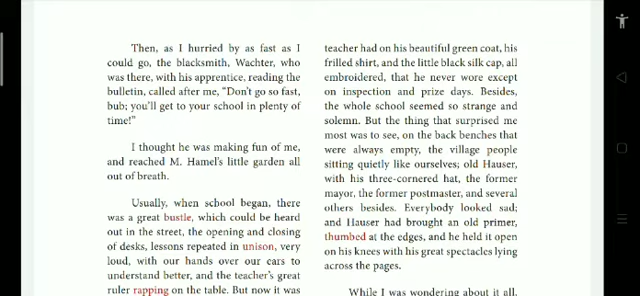 Then, as I hurried by as fast as I
could go, the blacksmith, Wachter, who
was there, with his apprentice, reading the
bulletin, called after me, “Don't go so fast,
bub; you'll get to your school in plenty of
time!”
I thought he was making fun of me,
and reached M. Hamel's little garden all
out of breath.
Usually, when school began, there
was a great bustle, which could be heard
out in the street, the opening and closing
of desks, lessons repeated in unison, very
loud, with our hands over our ears to
understand better, and the teacher's great
ruler rapping on the table. But now it was
teacher had on his beautiful green coat, his
frilled shirt, and the little black silk cap, all
embroidered, that he never wore except
on inspection and prize days. Besides,
the whole school seemed so strange and
solemn. But the thing that surprised me
most was to see, on the back benches that
were always empty, the village people
sitting quietly like ourselves; old Hauser,
with his three-cornered hat, the former
mayor, the former postmaster, and several
others besides. Everybody looked sad;
and Hauser had brought an old primer,
thumbed at the edges, and he held it open
on his knees with his great spectacles lying
across the pages.
While I was wondering about it all,